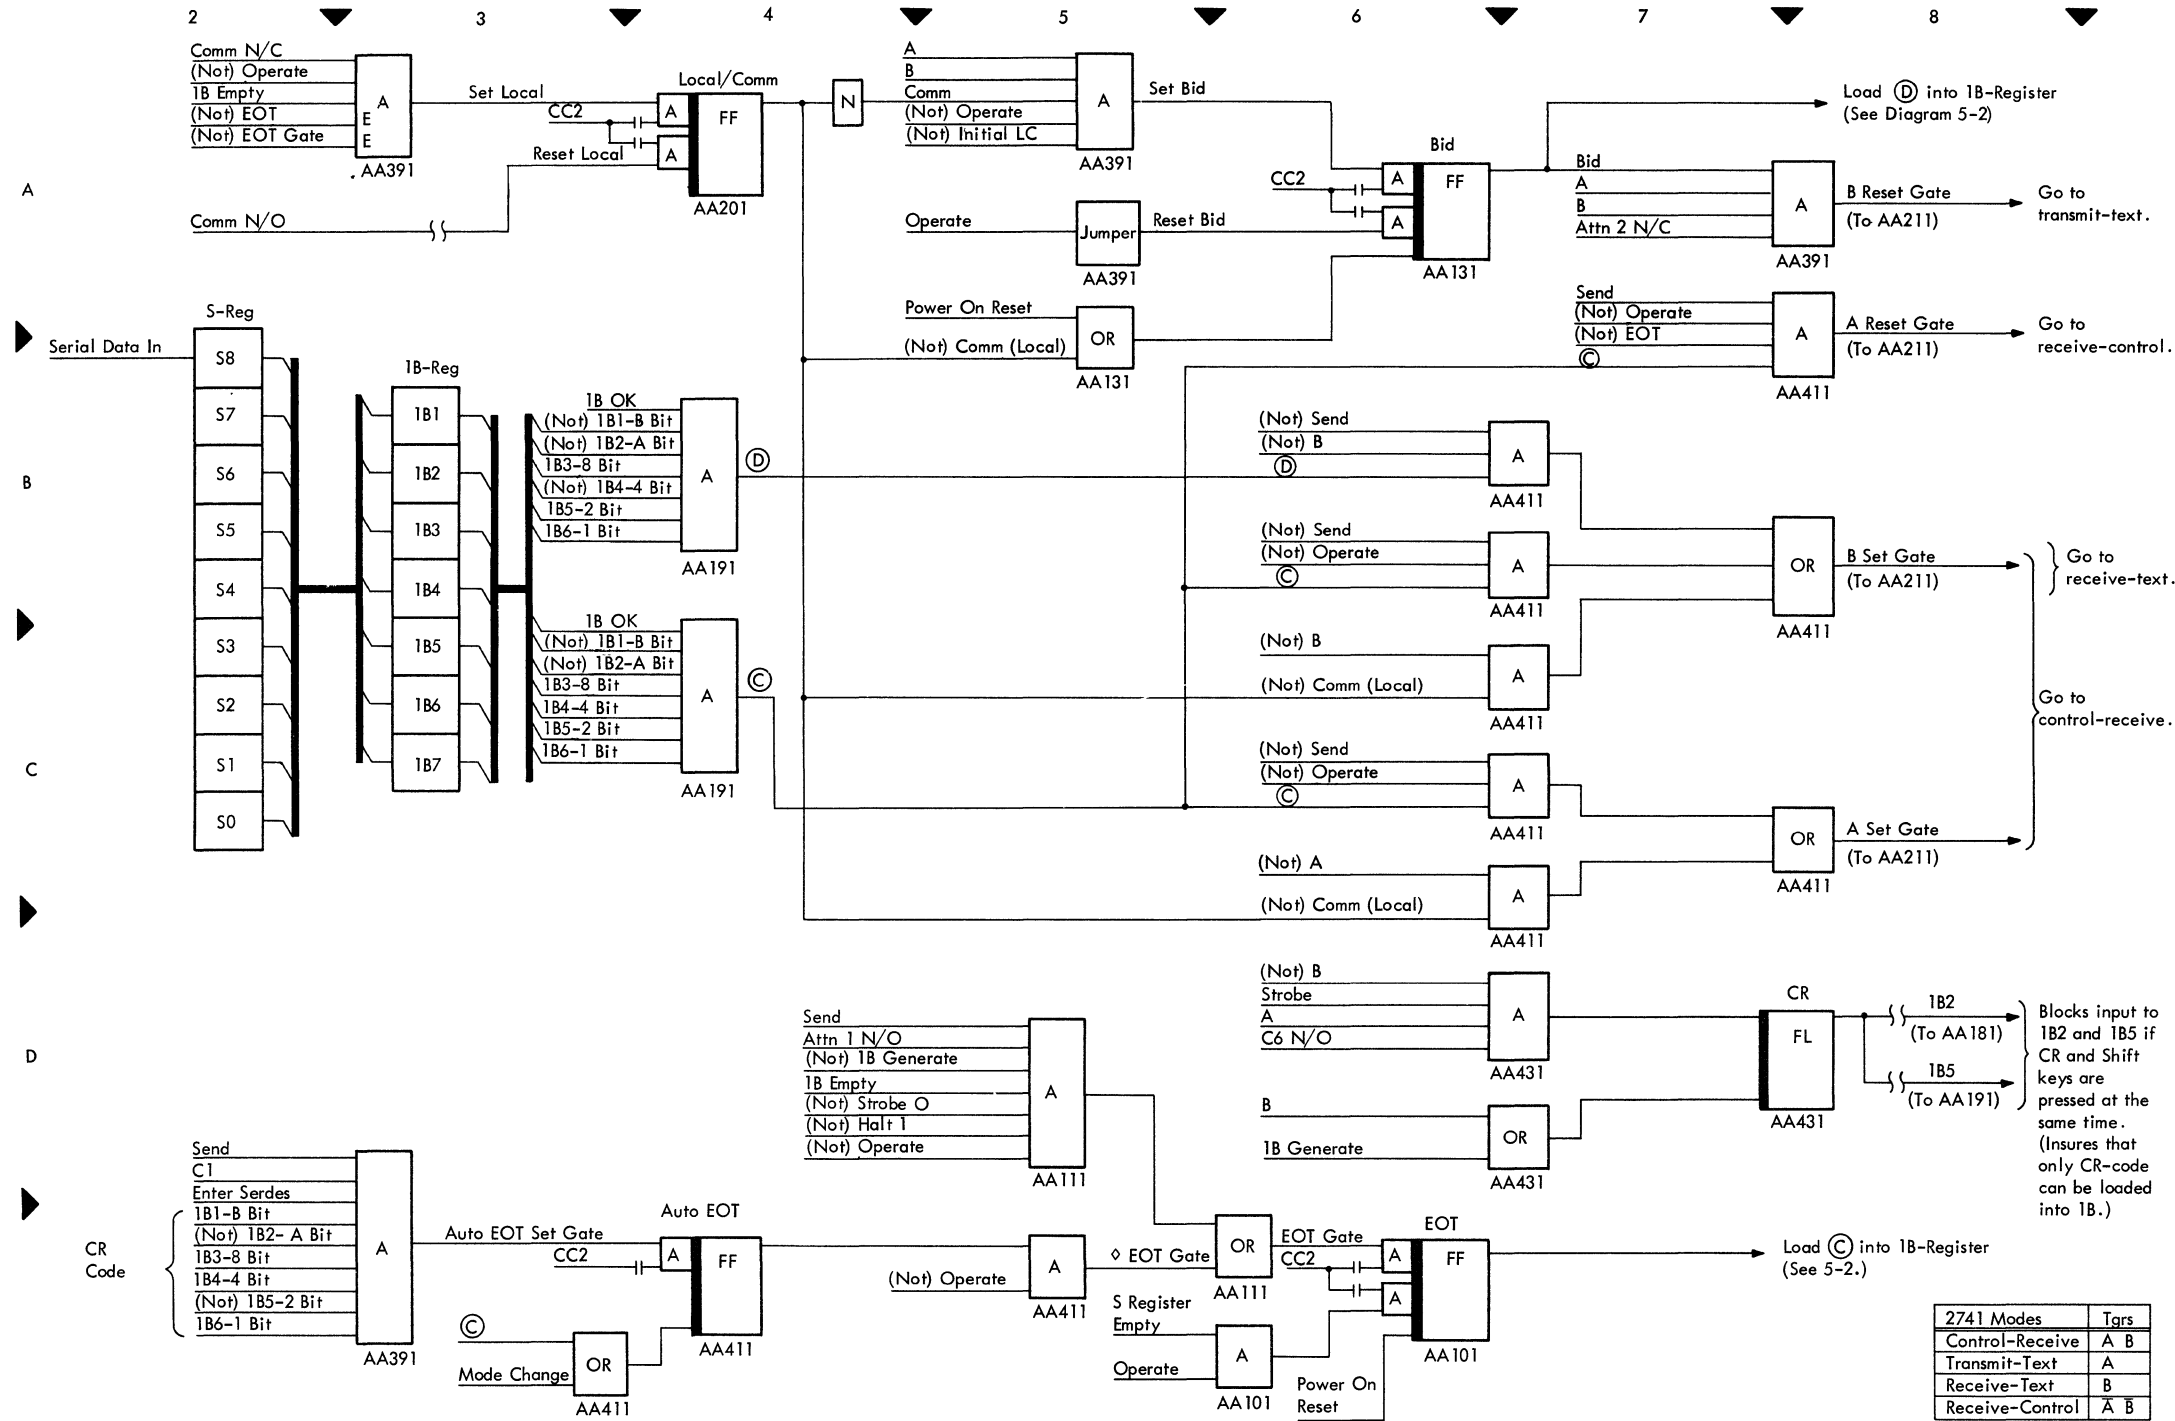 2 3 4 5 6 7 8
A
B
C
D
Comm N/C
(Not) Operate
1B Empty
(Not) EOT
(Not) EOT Gate
A
E
E
AA391
Set Local
CC2
Reset Local
Comm N/O
Local/Comm
A
A
FF
AA201
N
A
B
Comm
(Not) Operate
(Not) Initial LC
A
AA391
Set Bid
Operate
Jumper
AA391
Reset Bid
CC2
Power On Reset
(Not) Comm (Local)
OR
AA131
Bid
A
A
FF
AA131
Load Ⓓ into 1B-Register
(See Diagram 5-2)
Bid
A
B
Attn 2 N/C
A
AA391
B Reset Gate
(To AA211)
Go to
transmit-text.
Send
(Not) Operate
(Not) EOT
Ⓒ
A
AA411
A Reset Gate
(To AA211)
Go to
receive-control.
Serial Data In
S-Reg
S8
S7
S6
S5
S4
S3
S2
S1
S0
1B-Reg
1B1
1B2
1B3
1B4
1B5
1B6
1B7
1B OK
(Not) 1B1-B Bit
(Not) 1B2-A Bit
1B3-8 Bit
(Not) 1B4-4 Bit
1B5-2 Bit
1B6-1 Bit
A
AA191
Ⓓ
1B OK
(Not) 1B1-B Bit
(Not) 1B2-A Bit
1B3-8 Bit
1B4-4 Bit
1B5-2 Bit
1B6-1 Bit
A
AA191
Ⓒ
(Not) Send
(Not) B
Ⓓ
A
AA411
(Not) Send
(Not) Operate
Ⓒ
A
AA411
(Not) B
(Not) Comm (Local)
A
AA411
OR
AA411
B Set Gate
(To AA211)
Go to
receive-text.
Go to
control-receive.
(Not) Send
(Not) Operate
Ⓒ
A
AA411
(Not) A
(Not) Comm (Local)
A
AA411
OR
AA411
A Set Gate
(To AA211)
(Not) B
Strobe
A
C6 N/O
A
AA431
B
1B Generate
OR
AA431
CR
FL
AA431
1B2
(To AA181)
1B5
(To AA191)
Blocks input to
1B2 and 1B5 if
CR and Shift
keys are
pressed at the
same time.
(Insures that
only CR-code
can be loaded
into 1B.)
Send
Attn 1 N/O
(Not) 1B Generate
1B Empty
(Not) Strobe O
(Not) Halt 1
(Not) Operate
A
AA111
CR
Code
Send
C1
Enter Serdes
1B1-B Bit
(Not) 1B2- A Bit
1B3-8 Bit
1B4-4 Bit
(Not) 1B5-2 Bit
1B6-1 Bit
A
AA391
Auto EOT Set Gate
CC2
Ⓒ
Mode Change
OR
AA411
Auto EOT
A
FF
AA411
(Not) Operate
A
AA411
◊ EOT Gate
OR
AA111
EOT Gate
CC2
S Register
Empty
Operate
A
AA101
Power On
Reset
EOT
A
A
FF
AA101
Load Ⓒ into 1B-Register
(See 5-2.)
2741 Modes Tgrs
Control-Receive A B
Transmit-Text A
Receive-Text B
Receive-Control A̅ B̅